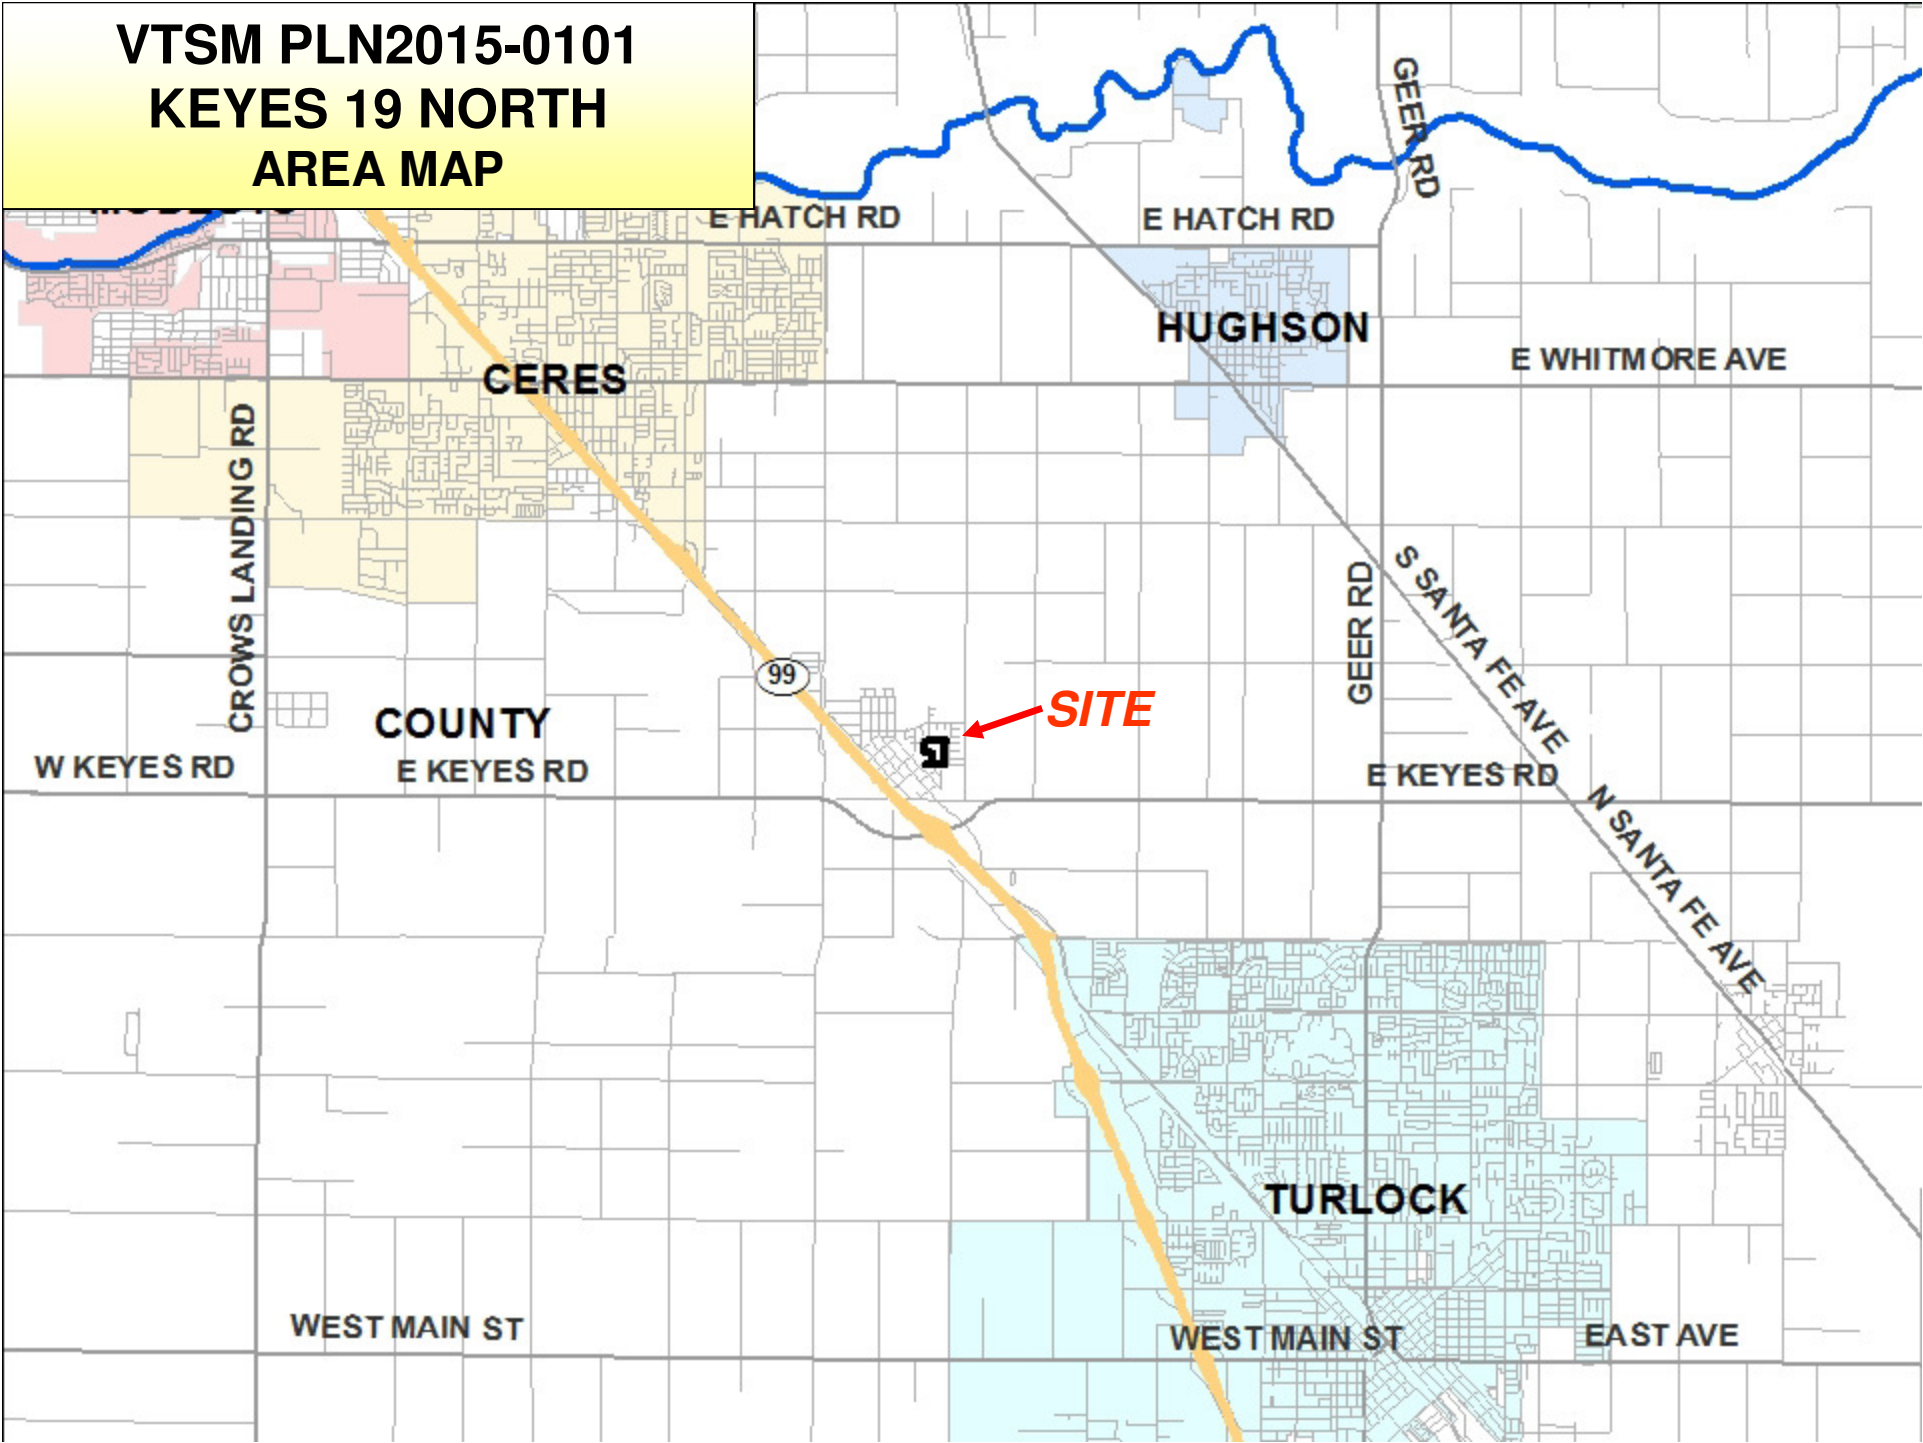 VTSM PLN2015-0101
KEYES 19 NORTH
AREA MAP
GEER RD
E HATCH RD
E HATCH RD
HUGHSON
E WHITMORE AVE
CERES
CROWS LANDING RD
S SANTA FE AVE
GEER RD
99
SITE
COUNTY
W KEYES RD
E KEYES RD
E KEYES RD
N SANTA FE AVE
TURLOCK
WEST MAIN ST
WEST MAIN ST
EAST AVE